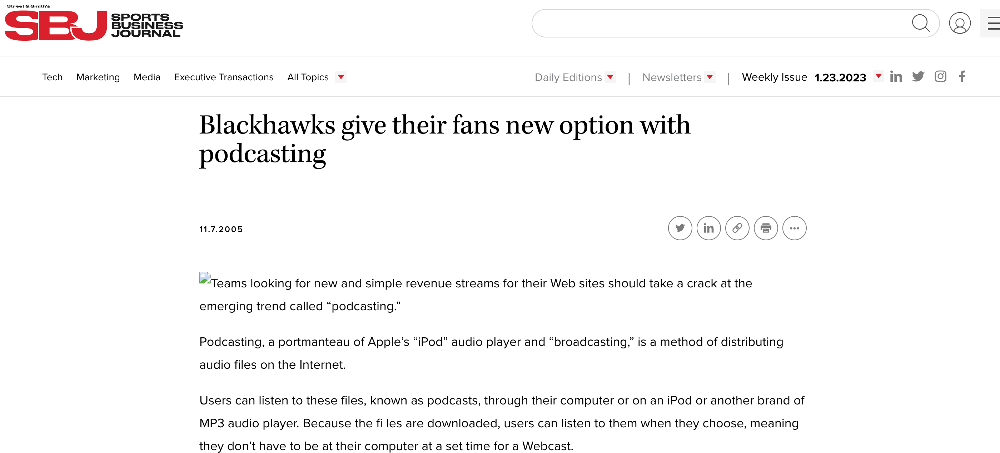 Street & Smith's
SBJ
SPORTS
BUSINESS
JOURNAL
Tech Marketing Media Executive Transactions All Topics Daily Editions | Newsletters | Weekly Issue 1.23.2023
Blackhawks give their fans new option with
podcasting
11.7.2005
Teams looking for new and simple revenue streams for their Web sites should take a crack at the
emerging trend called “podcasting.”
Podcasting, a portmanteau of Apple’s “iPod” audio player and “broadcasting,” is a method of distributing
audio files on the Internet.
Users can listen to these files, known as podcasts, through their computer or on an iPod or another brand of
MP3 audio player. Because the fi les are downloaded, users can listen to them when they choose, meaning
they don’t have to be at their computer at a set time for a Webcast.